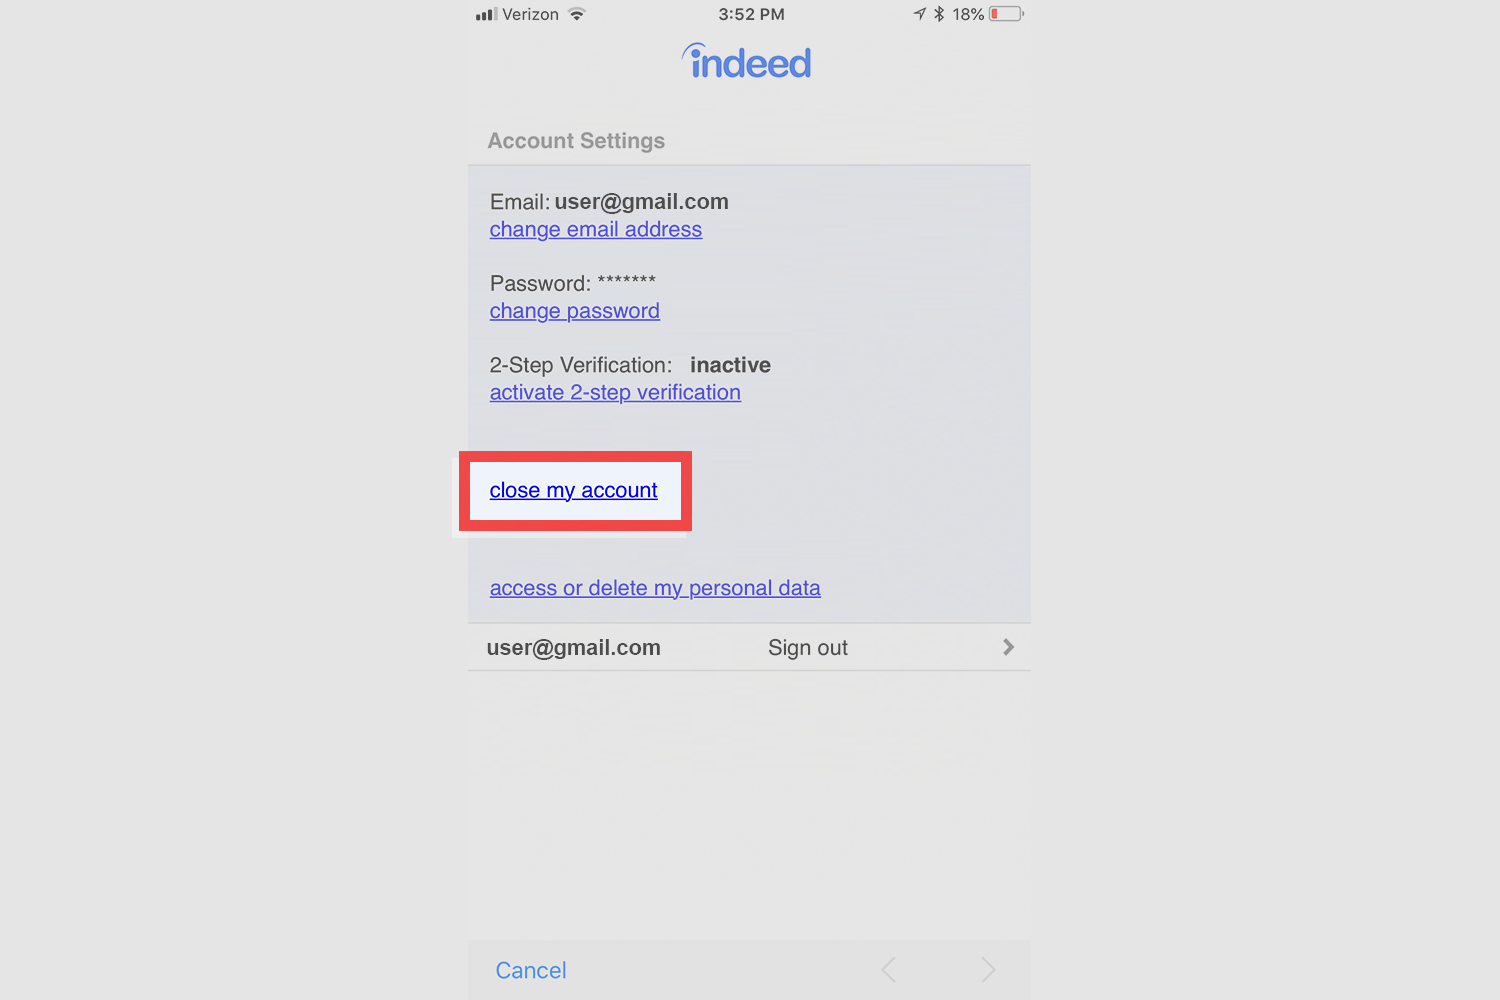 Verizon 3:52 PM 18%
indeed
Account Settings
Email: user@gmail.com
change email address
Password: *******
change password
2-Step Verification: inactive
activate 2-step verification
close my account
access or delete my personal data
user@gmail.com Sign out
Cancel